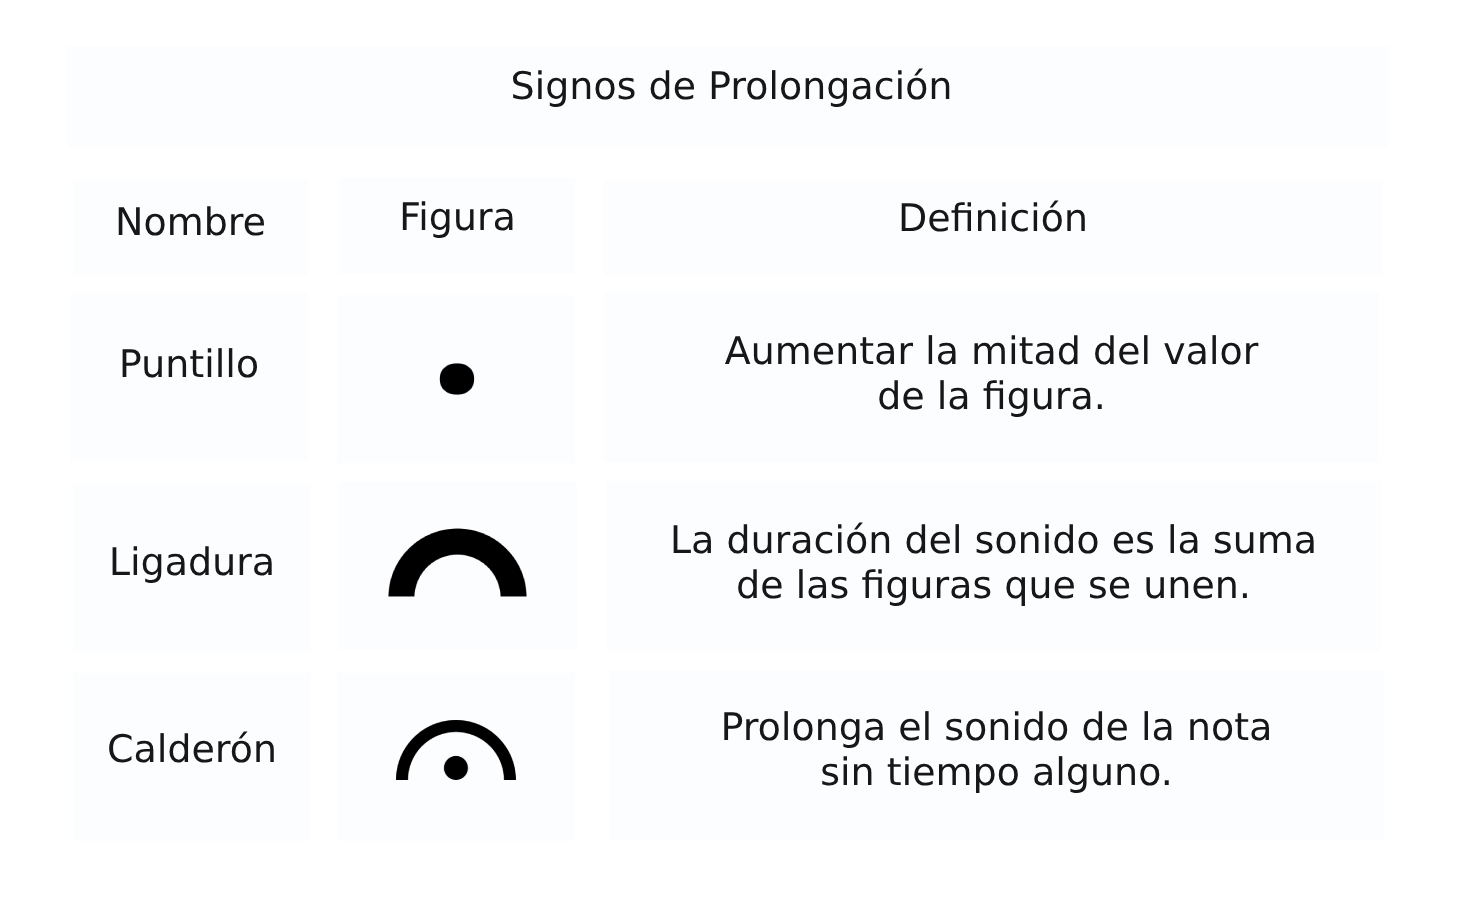 Signos de Prolongación
Nombre
Figura
Definición
Puntillo
Aumentar la mitad del valor
de la figura.
Ligadura
La duración del sonido es la suma
de las figuras que se unen.
Calderón
Prolonga el sonido de la nota
sin tiempo alguno.